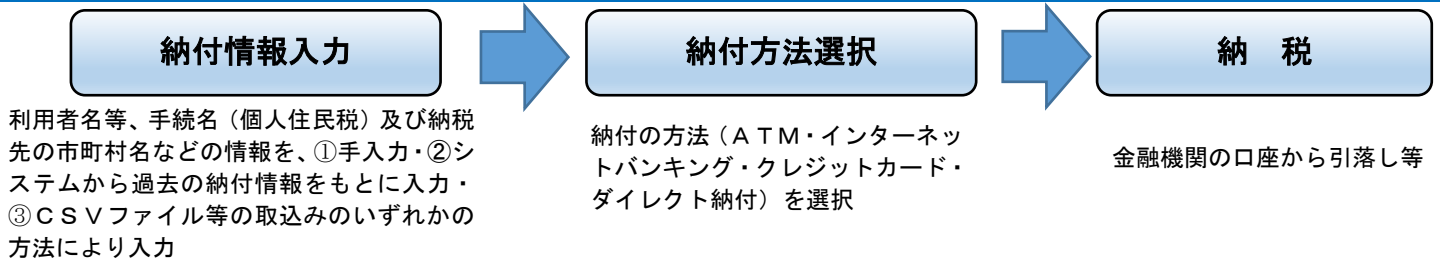 納付情報入力
利用者名等、手続名（個人住民税）及び納税
先の市町村名などの情報を、①手入力・②シ
ステムから過去の納付情報をもとに入力・
③ＣＳＶファイル等の取込みのいずれかの
方法により入力
納付方法選択
納付の方法（ＡＴＭ・インターネッ
トバンキング・クレジットカード・
ダイレクト納付）を選択
納　税
金融機関の口座から引落し等